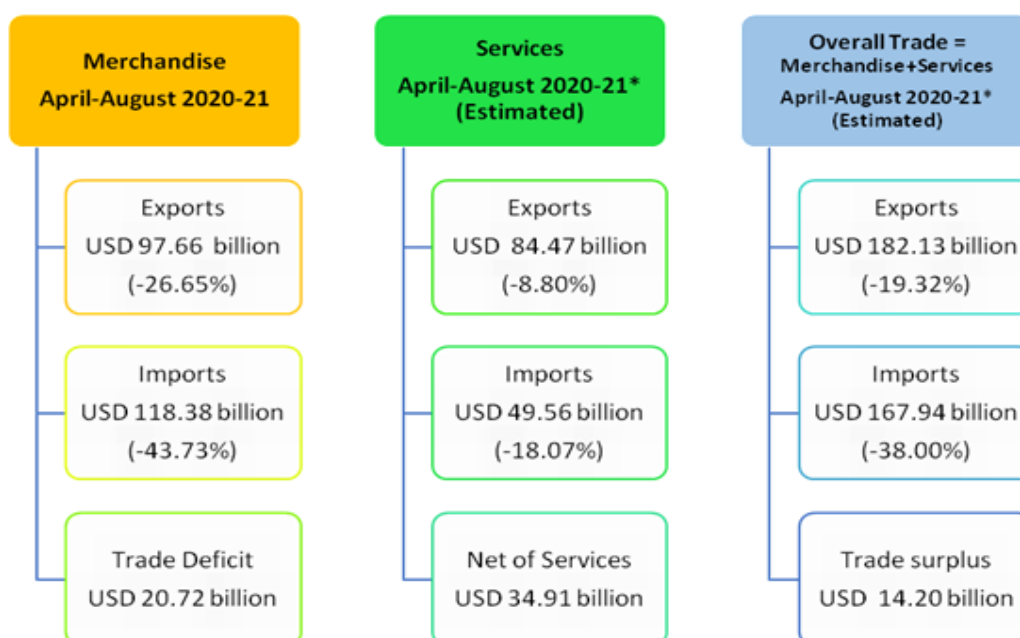 Merchandise
April-August 2020-21
Exports
USD 97.66 billion
(-26.65%)
Imports
USD 118.38 billion
(-43.73%)
Trade Deficit
USD 20.72 billion
Services
April-August 2020-21*
(Estimated)
Exports
USD 84.47 billion
(-8.80%)
Imports
USD 49.56 billion
(-18.07%)
Net of Services
USD 34.91 billion
Overall Trade =
Merchandise+Services
April-August 2020-21*
(Estimated)
Exports
USD 182.13 billion
(-19.32%)
Imports
USD 167.94 billion
(-38.00%)
Trade surplus
USD 14.20 billion